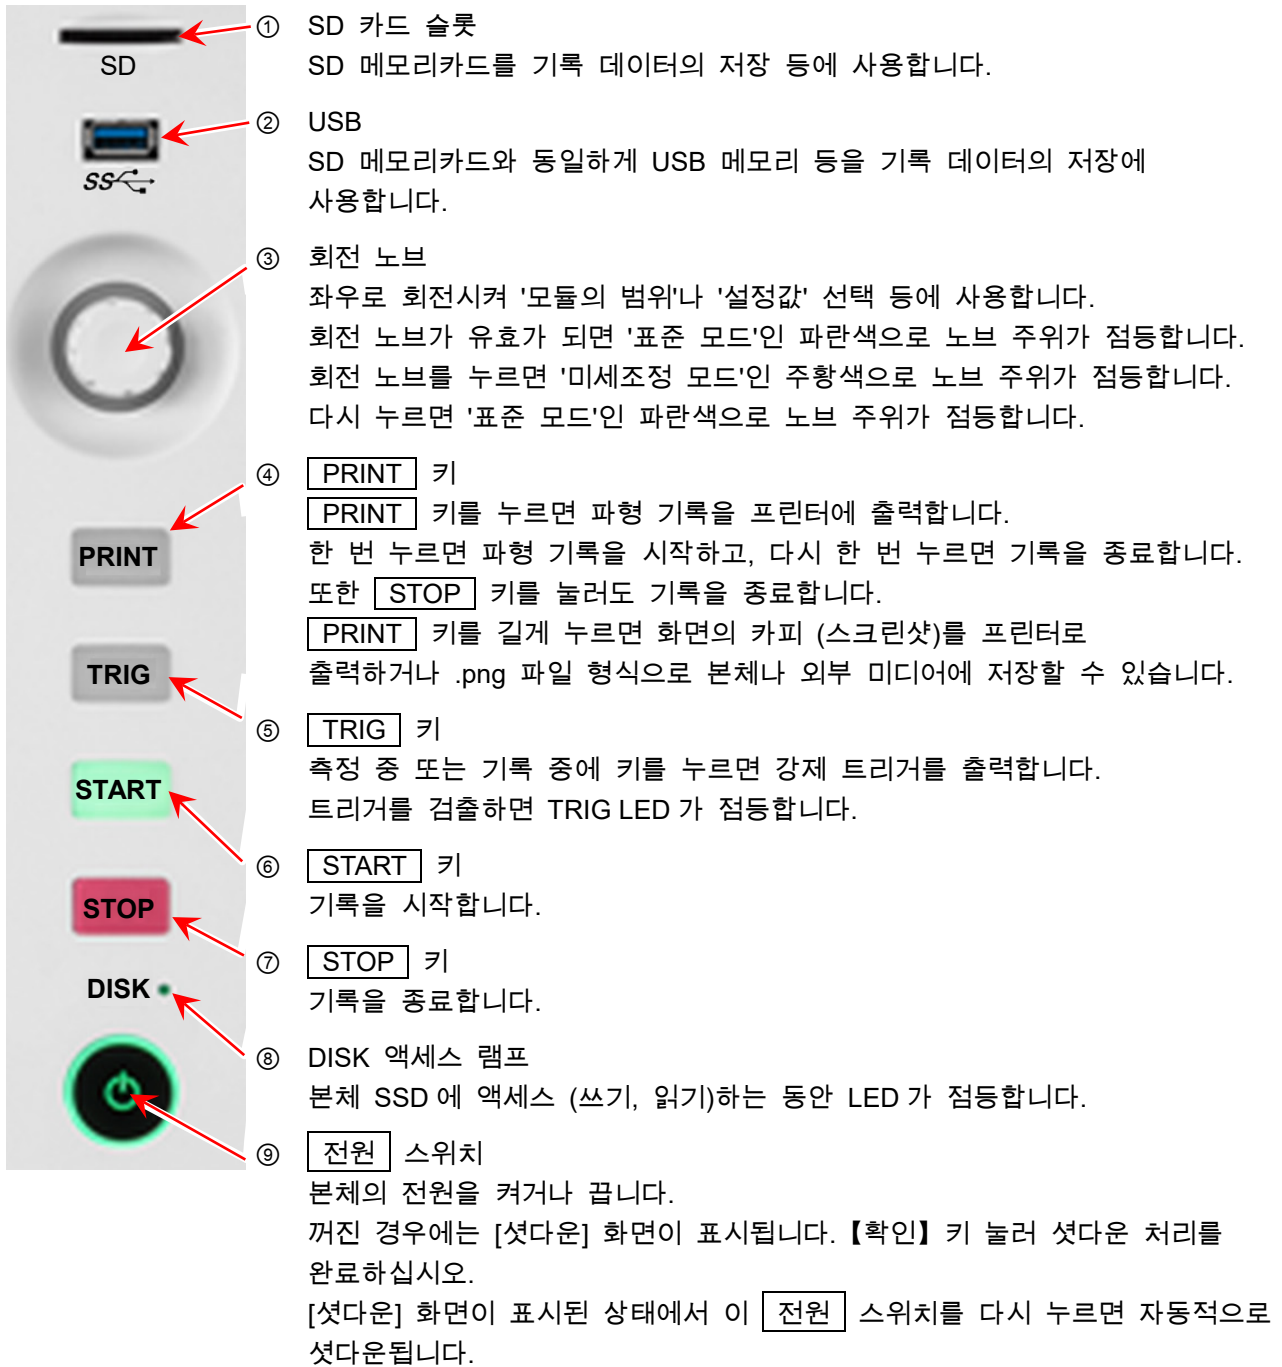 ① SD 카드 슬롯
SD
SD 메모리카드를 기록 데이터의 저장 등에 사용합니다.
② USB
SD 메모리카드와 동일하게 USB 메모리 등을 기록 데이터의 저장에
SS
사용합니다.
③ 회전 노브
좌우로 회전시켜 '모듈의 범위'나 '설정값' 선택 등에 사용합니다.
회전 노브가 유효가 되면 '표준 모드'인 파란색으로 노브 주위가 점등합니다.
회전 노브를 누르면 '미세조정 모드'인 주황색으로 노브 주위가 점등합니다.
다시 누르면 '표준 모드'인 파란색으로 노브 주위가 점등합니다.
④ PRINT 키
PRINT 키를 누르면 파형 기록을 프린터에 출력합니다.
PRINT
한 번 누르면 파형 기록을 시작하고, 다시 한 번 누르면 기록을 종료합니다.
또한 STOP 키를 눌러도 기록을 종료합니다.
PRINT 키를 길게 누르면 화면의 카피 (스크린샷)를 프린터로
TRIG
출력하거나 .png 파일 형식으로 본체나 외부 미디어에 저장할 수 있습니다.
⑤ TRIG 키
측정 중 또는 기록 중에 키를 누르면 강제 트리거를 출력합니다.
START
트리거를 검출하면 TRIG LED 가 점등합니다.
⑥ START 키
기록을 시작합니다.
STOP
⑦ STOP 키
DISK
기록을 종료합니다.
⑧ DISK 액세스 램프
본체 SSD 에 액세스 (쓰기, 읽기)하는 동안 LED 가 점등합니다.
⑨ 전원 스위치
본체의 전원을 켜거나 끕니다.
꺼진 경우에는 [셧다운] 화면이 표시됩니다.【확인】키 눌러 셧다운 처리를
완료하십시오.
[셧다운] 화면이 표시된 상태에서 이 전원 스위치를 다시 누르면 자동적으로
셧다운됩니다.